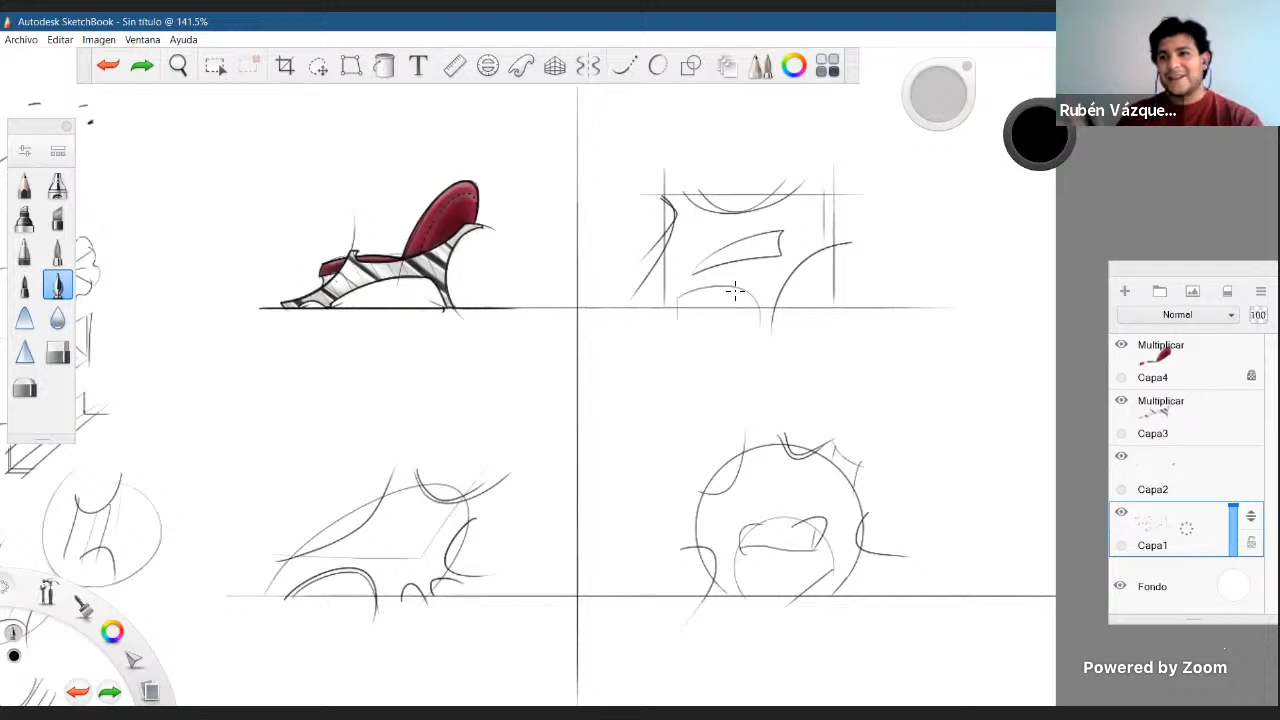 Autodesk SketchBook - Sin título @ 141.5%
Archivo Editar Imagen Ventana Ayuda
T
Rubén Vázque...
Normal
100
Multiplicar
Capa4
Multiplicar
Capa3
Capa2
Capa1
Fondo
Powered by Zoom